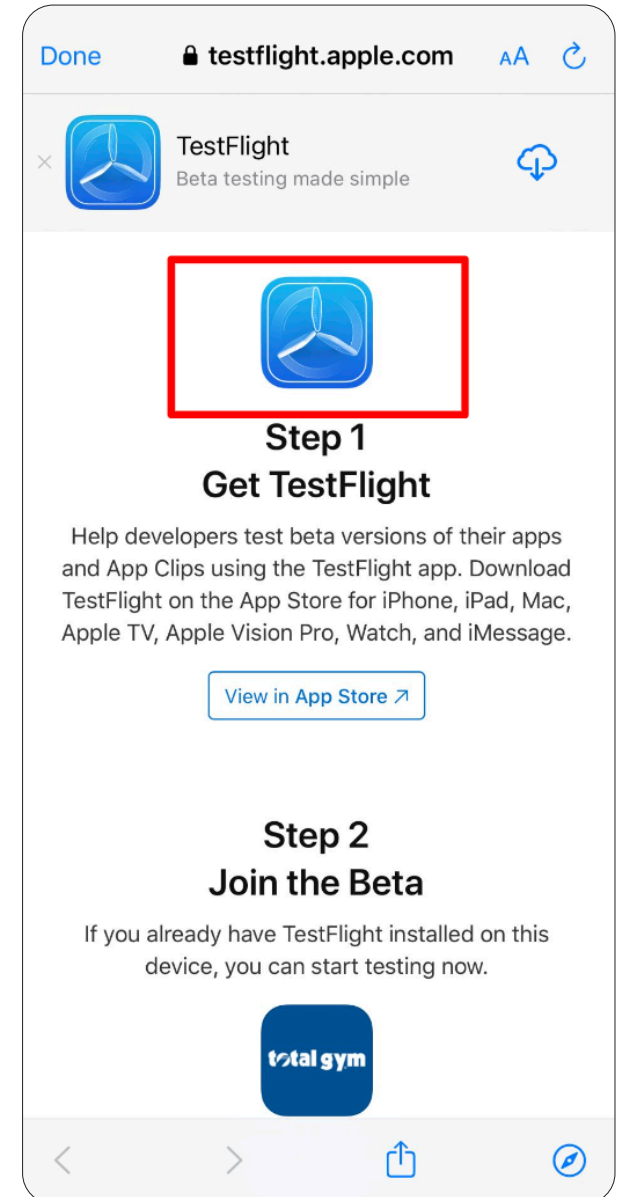 Done testflight.apple.com AA
TestFlight
Beta testing made simple
Step 1
Get TestFlight
Help developers test beta versions of their apps
and App Clips using the TestFlight app. Download
TestFlight on the App Store for iPhone, iPad, Mac,
Apple TV, Apple Vision Pro, Watch, and iMessage.
View in App Store ↗
Step 2
Join the Beta
If you already have TestFlight installed on this
device, you can start testing now.
total gym